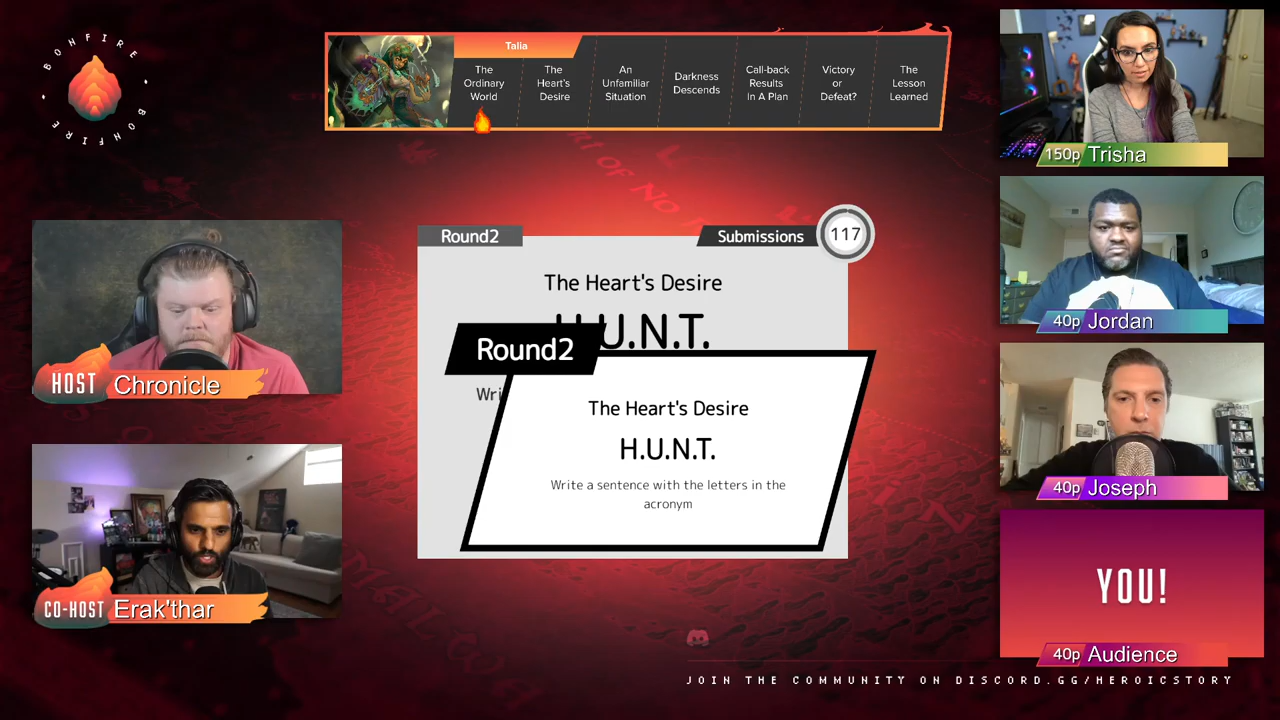 BONFIRE • BONFIRE •
Talia
The
Ordinary
World
The
Heart's
Desire
An
Unfamiliar
Situation
Darkness
Descends
Call-back
Results
In A Plan
Victory
or
Defeat?
The
Lesson
Learned
150p Trisha
40p Jordan
40p Joseph
YOU!
40p Audience
HOST Chronicle
CO-HOST Erak'thar
Round2
Submissions
117
The Heart's Desire
H.U.N.T.
Wri
Round2
The Heart's Desire
H.U.N.T.
Write a sentence with the letters in the
acronym
JOIN THE COMMUNITY ON DISCORD.GG/HEROICSTORY